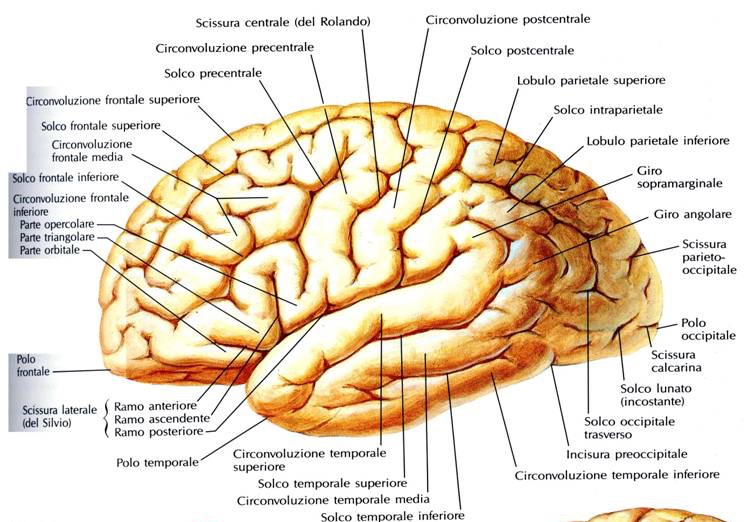 Scissura centrale (del Rolando)
Circonvoluzione postcentrale
Circonvoluzione precentrale
Solco postcentrale
Solco precentrale
Lobulo parietale superiore
Circonvoluzione frontale superiore
Solco intraparietale
Solco frontale superiore
Lobulo parietale inferiore
Circonvoluzione
frontale media
Giro
sopramarginale
Solco frontale inferiore
Circonvoluzione frontale
inferiore
Giro angolare
Parte opercolare
Parte triangolare
Parte orbitale
Scissura
parieto-
occipitale
Polo
occipitale
Polo
frontale
Scissura
calcarina
Solco lunato
(incostante)
Scissura laterale
(del Silvio)
Ramo anteriore
Ramo ascendente
Ramo posteriore
Solco occipitale
trasverso
Polo temporale
Circonvoluzione temporale
superiore
Incisura preoccipitale
Solco temporale superiore
Circonvoluzione temporale inferiore
Circonvoluzione temporale media
Solco temporale inferiore